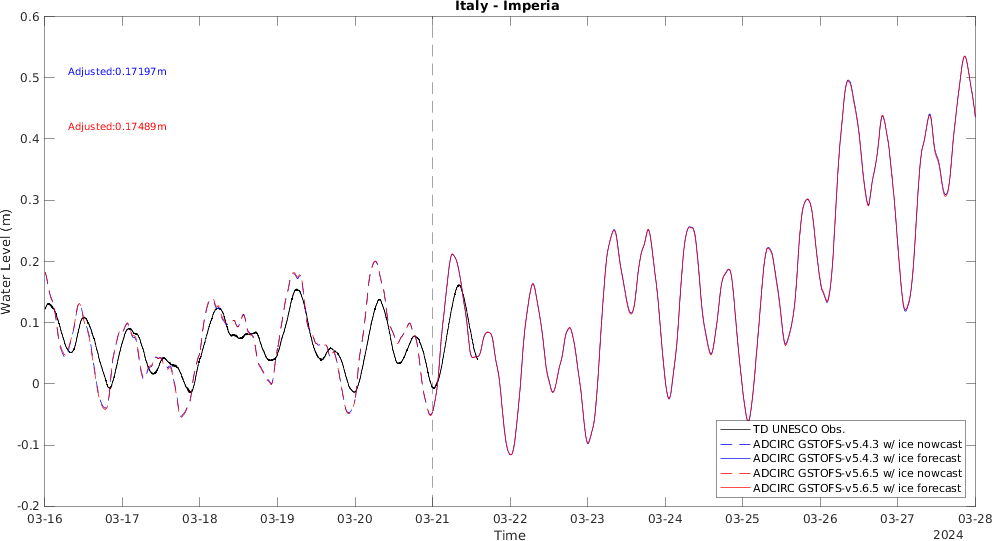 Italy - Imperia
0.6
0.5
0.4
0.3
0.2
0.1
0
-0.1
-0.2
Water Level (m)
Adjusted:0.17197m
Adjusted:0.17489m
TD UNESCO Obs.
ADCIRC GSTOFS-v5.4.3 w/ ice nowcast
ADCIRC GSTOFS-v5.4.3 w/ ice forecast
ADCIRC GSTOFS-v5.6.5 w/ ice nowcast
ADCIRC GSTOFS-v5.6.5 w/ ice forecast
03-16 03-17 03-18 03-19 03-20 03-21 03-22 03-23 03-24 03-25 03-26 03-27 03-28
Time
2024